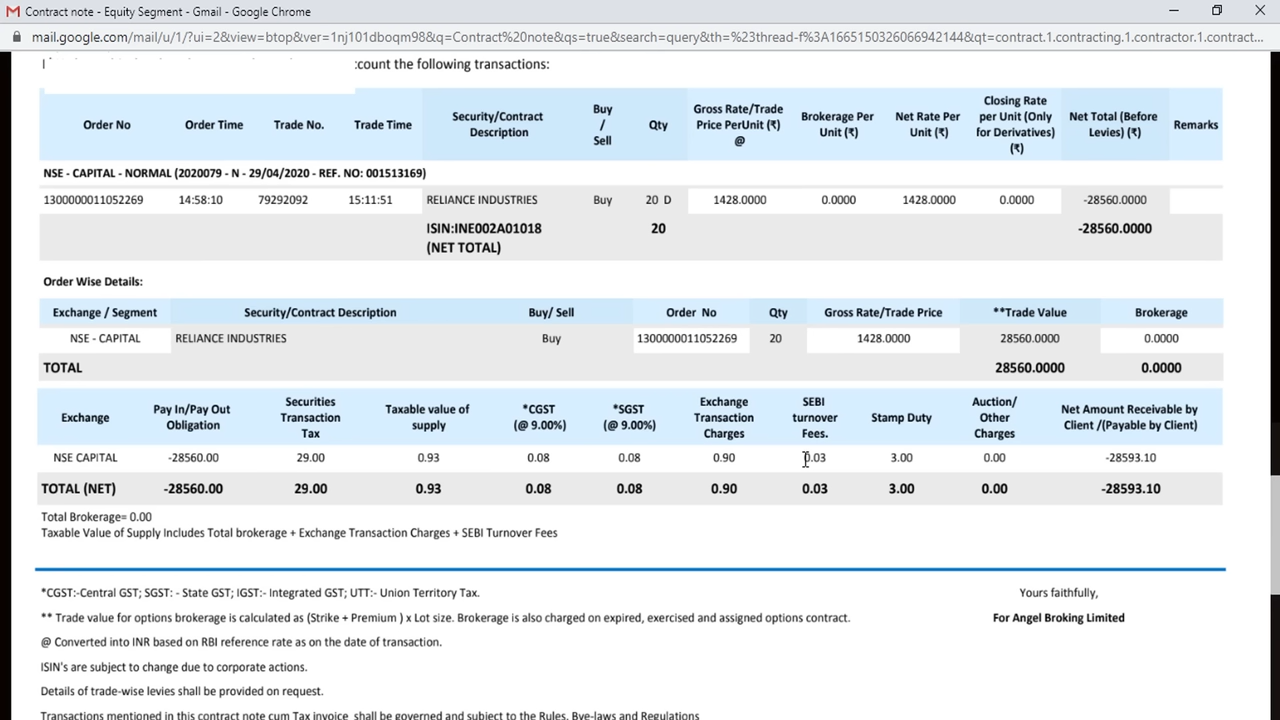 Contract note - Equity Segment - Gmail - Google Chrome
mail.google.com/mail/u/1/?ui=2&view=btop&ver=1nj101dboqm98&q=Contract%20note&qs=true&search=query&th=%23thread-f%3A1665150326066942144&qt=contract.1.contracting.1.contractor.1.contract...
count the following transactions:
Order No Order Time Trade No. Trade Time Security/Contract Description Buy / Sell Qty Gross Rate/Trade Price PerUnit (₹) @ Brokerage Per Unit (₹) Net Rate Per Unit (₹) Closing Rate per Unit (Only for Derivatives) (₹) Net Total (Before Levies) (₹) Remarks
NSE - CAPITAL - NORMAL (2020079 - N - 29/04/2020 - REF. NO: 001513169)
1300000011052269 14:58:10 79292092 15:11:51 RELIANCE INDUSTRIES Buy 20 D 1428.0000 0.0000 1428.0000 0.0000 -28560.0000
ISIN:INE002A01018 20 -28560.0000
(NET TOTAL)
Order Wise Details:
Exchange / Segment Security/Contract Description Buy/ Sell Order No Qty Gross Rate/Trade Price **Trade Value Brokerage
NSE - CAPITAL RELIANCE INDUSTRIES Buy 1300000011052269 20 1428.0000 28560.0000 0.0000
TOTAL 28560.0000 0.0000
Exchange Pay In/Pay Out Obligation Securities Transaction Tax Taxable value of supply *CGST (@ 9.00%) *SGST (@ 9.00%) Exchange Transaction Charges SEBI turnover Fees. Stamp Duty Auction/ Other Charges Net Amount Receivable by Client /(Payable by Client)
NSE CAPITAL -28560.00 29.00 0.93 0.08 0.08 0.90 0.03 3.00 0.00 -28593.10
TOTAL (NET) -28560.00 29.00 0.93 0.08 0.08 0.90 0.03 3.00 0.00 -28593.10
Total Brokerage= 0.00
Taxable Value of Supply Includes Total brokerage + Exchange Transaction Charges + SEBI Turnover Fees
*CGST:-Central GST; SGST: - State GST; IGST:- Integrated GST; UTT:- Union Territory Tax.
Yours faithfully,
** Trade value for options brokerage is calculated as (Strike + Premium ) x Lot size. Brokerage is also charged on expired, exercised and assigned options contract.
For Angel Broking Limited
@ Converted into INR based on RBI reference rate as on the date of transaction.
ISIN's are subject to change due to corporate actions.
Details of trade-wise levies shall be provided on request.
Transactions mentioned in this contract note cum Tax invoice shall be governed and subject to the Rules, Bye-laws and Regulations